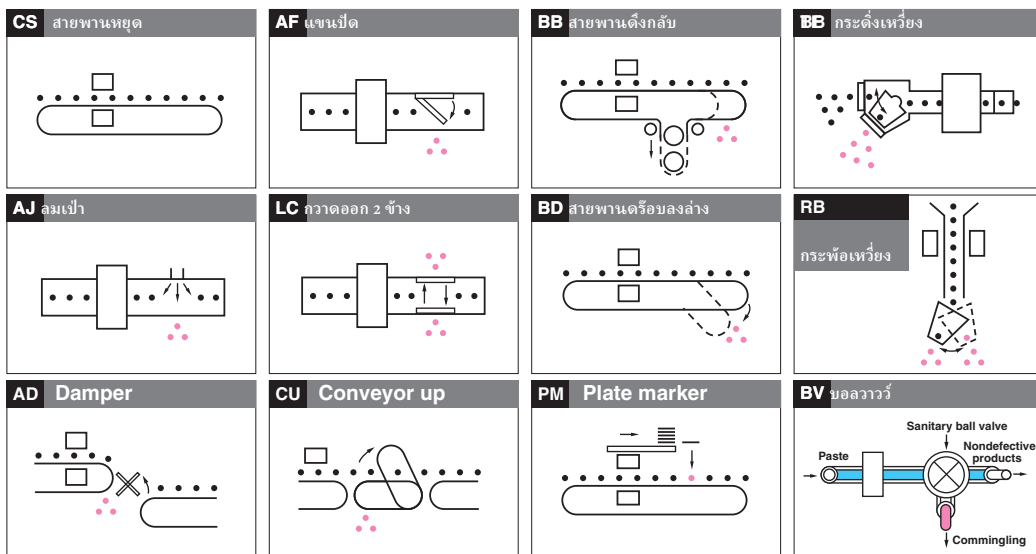 CS สายพานหยุด
AF แขนปัด
BB สายพานดึงกลับ
กระดิ่งเหวี่ยง
AJ ลมเป่า
LC กวาดออก 2 ข้าง
BD สายพานดร๊อบลงล่าง
RB
กระพ้อเหวี่ยง
AD Damper
CU Conveyor up
PM Plate marker
BV บอลวาวว์
Sanitary ball valve
Paste
Nondefective
products
Commingling